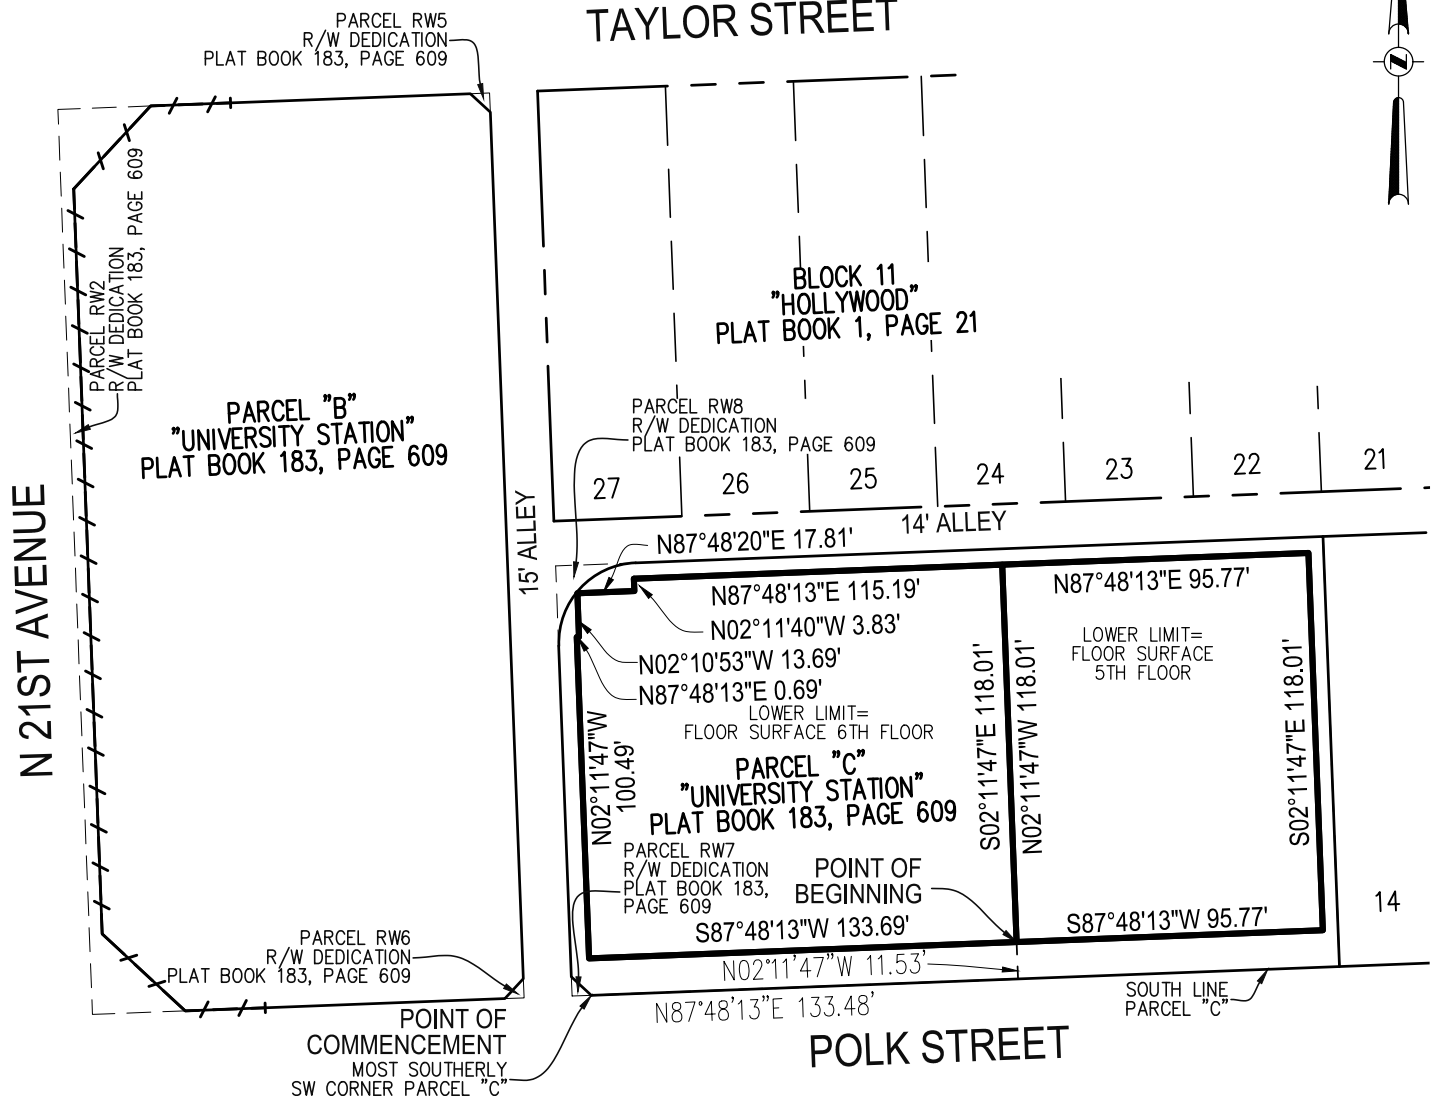 TAYLOR STREET
PARCEL RW5
R/W DEDICATION
PLAT BOOK 183, PAGE 609
N
PARCEL RW2
R/W DEDICATION
PLAT BOOK 183, PAGE 609
BLOCK 11
"HOLLYWOOD"
PLAT BOOK 1, PAGE 21
PARCEL "B"
"UNIVERSITY STATION"
PLAT BOOK 183, PAGE 609
PARCEL RW8
R/W DEDICATION
PLAT BOOK 183, PAGE 609
27
26
25
24
23
22
21
N 21ST AVENUE
15' ALLEY
14' ALLEY
N87°48'20"E 17.81'
N87°48'13"E 115.19'
N87°48'13"E 95.77'
N02°11'40"W 3.83'
N02°10'53"W 13.69'
N87°48'13"E 0.69'
LOWER LIMIT=
FLOOR SURFACE
5TH FLOOR
LOWER LIMIT=
FLOOR SURFACE 6TH FLOOR
N02°11'47"W
100.49'
S02°11'47"E 118.01'
N02°11'47"W 118.01'
S02°11'47"E 118.01'
PARCEL "C"
"UNIVERSITY STATION"
PLAT BOOK 183, PAGE 609
PARCEL RW7
R/W DEDICATION
PLAT BOOK 183,
PAGE 609
POINT OF
BEGINNING
S87°48'13"W 133.69'
S87°48'13"W 95.77'
14
N02°11'47"W 11.53'
N87°48'13"E 133.48'
SOUTH LINE
PARCEL "C"
PARCEL RW6
R/W DEDICATION
PLAT BOOK 183, PAGE 609
POINT OF
COMMENCEMENT
MOST SOUTHERLY
SW CORNER PARCEL "C"
POLK STREET